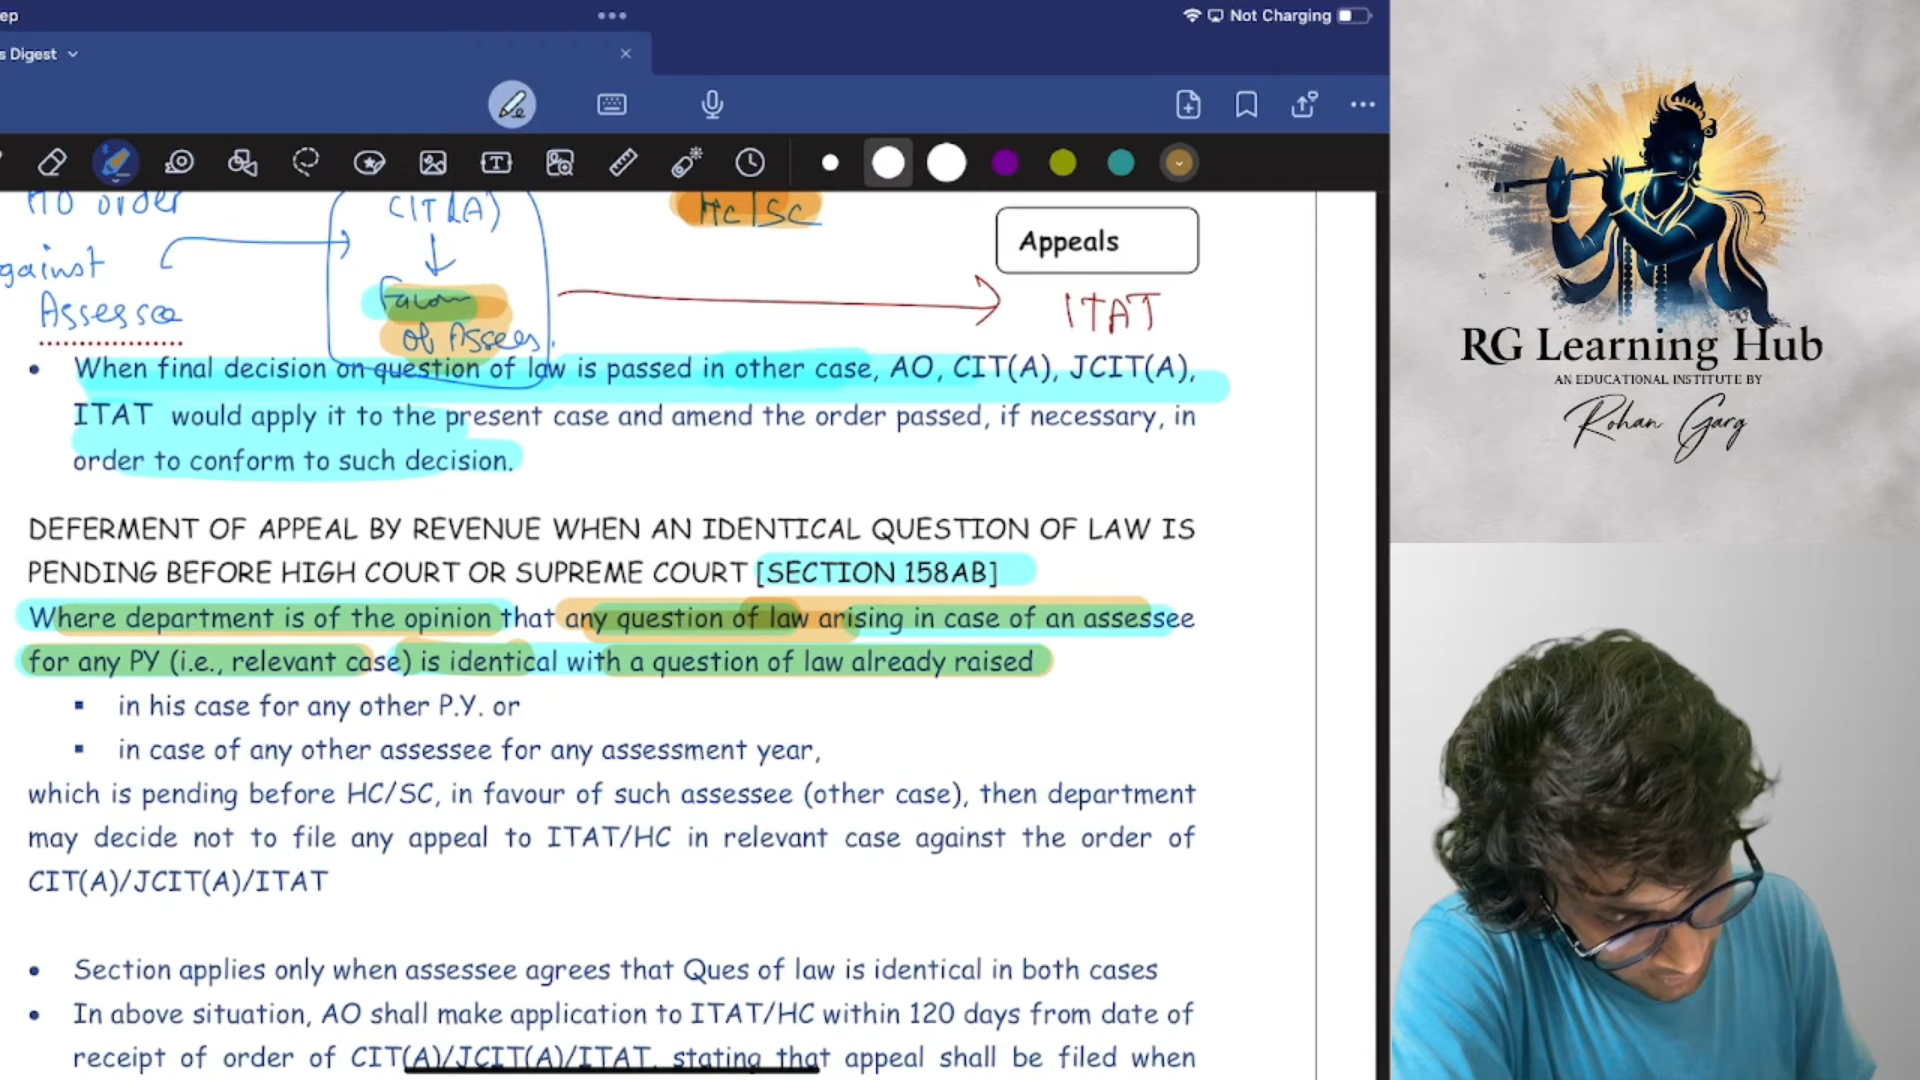 ep
Not Charging
s Digest
AO order
CIT(A)
HC|SC
Appeals
against
Assessee
Favour
of Assesee.
ITAT
RG Learning Hub
AN EDUCATIONAL INSTITUTE BY
Rohan Garg
• When final decision on question of law is passed in other case, AO, CIT(A), JCIT(A),
ITAT would apply it to the present case and amend the order passed, if necessary, in
order to conform to such decision.
DEFERMENT OF APPEAL BY REVENUE WHEN AN IDENTICAL QUESTION OF LAW IS
PENDING BEFORE HIGH COURT OR SUPREME COURT [SECTION 158AB]
Where department is of the opinion that any question of law arising in case of an assessee
for any PY (i.e., relevant case) is identical with a question of law already raised
▪ in his case for any other P.Y. or
▪ in case of any other assessee for any assessment year,
which is pending before HC/SC, in favour of such assessee (other case), then department
may decide not to file any appeal to ITAT/HC in relevant case against the order of
CIT(A)/JCIT(A)/ITAT
• Section applies only when assessee agrees that Ques of law is identical in both cases
• In above situation, AO shall make application to ITAT/HC within 120 days from date of
receipt of order of CIT(A)/JCIT(A)/ITAT, stating that appeal shall be filed when